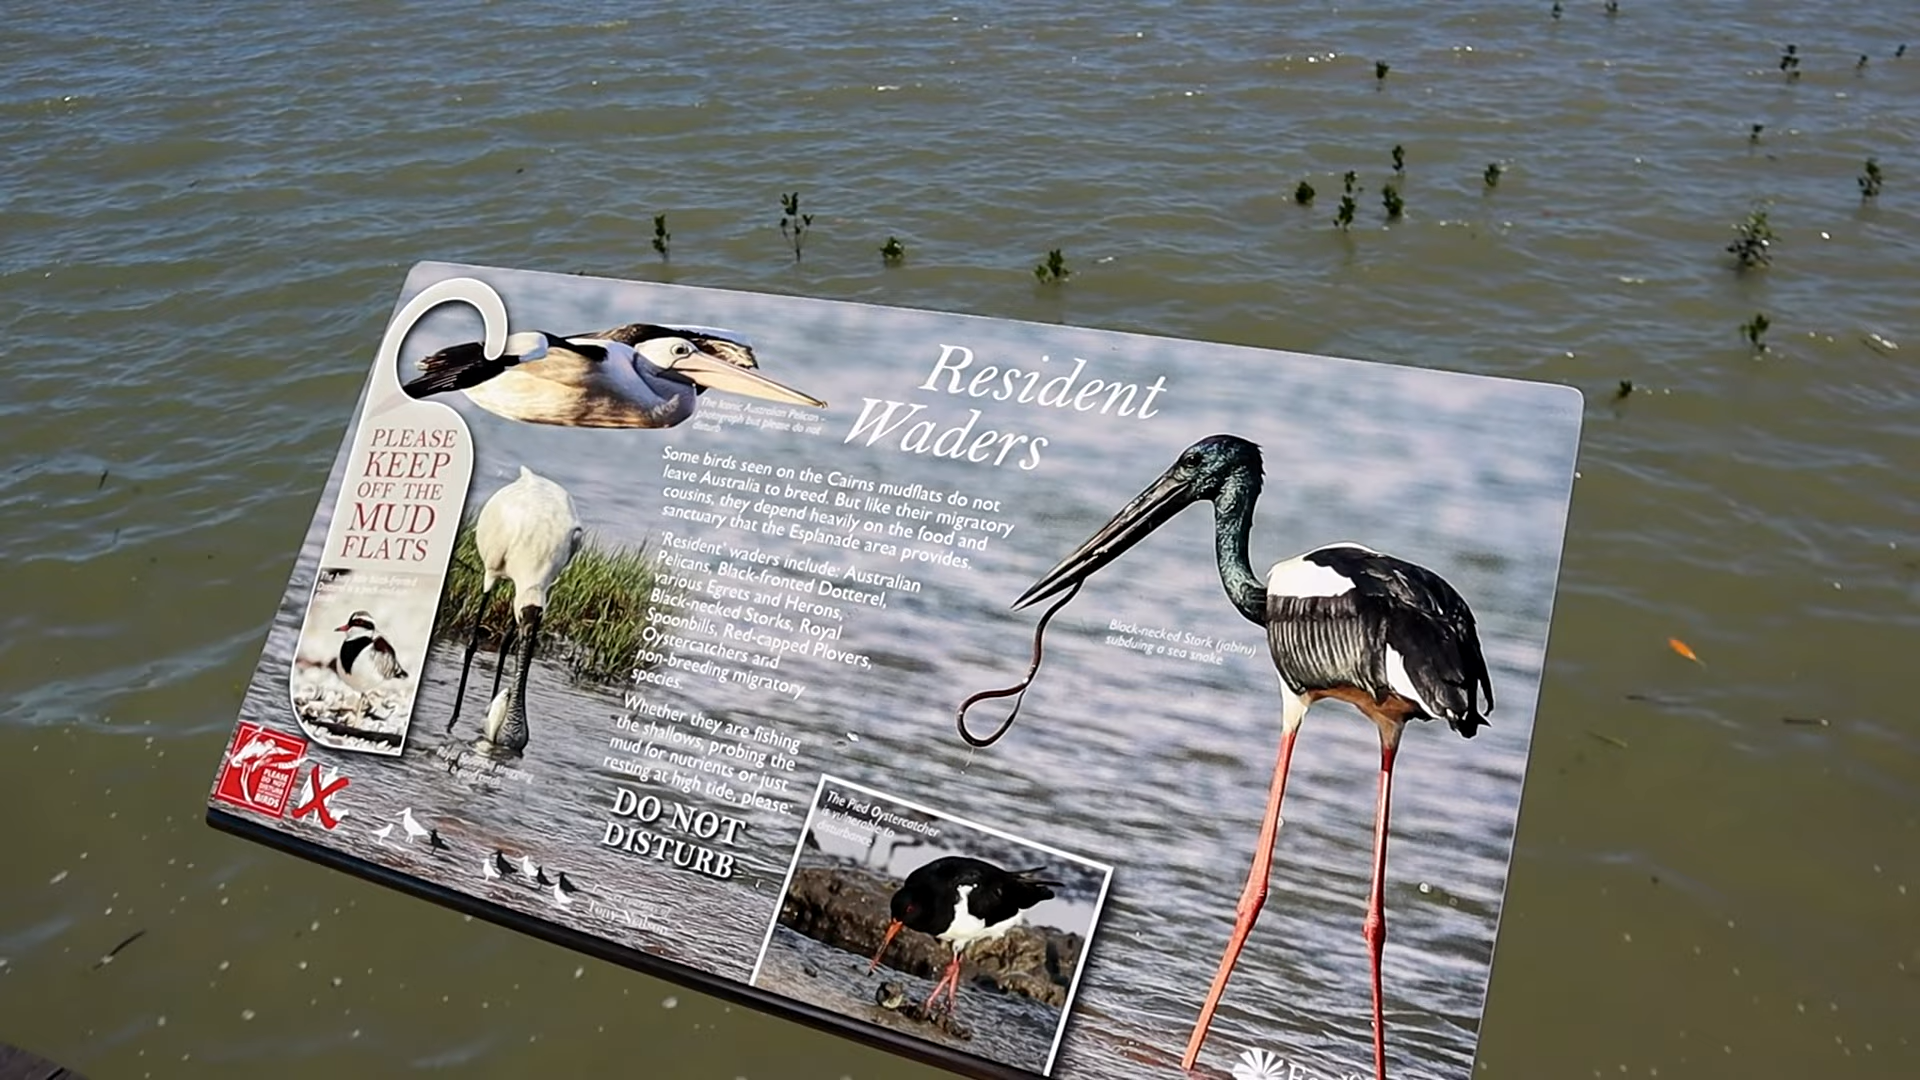 Resident
Waders
The Iconic Australian Pelican -
photograph but please do not
disturb
PLEASE
KEEP
OFF THE
MUD
FLATS
Some birds seen on the Cairns mudflats do not
leave Australia to breed. But like their migratory
cousins, they depend heavily on the food and
sanctuary that the Esplanade area provides.
'Resident' waders include: Australian
Pelicans, Black-fronted Dotterel,
various Egrets and Herons,
Black-necked Storks, Royal
Spoonbills, Red-capped Plovers,
Oystercatchers and
non-breeding migratory
species.
Whether they are fishing
the shallows, probing the
mud for nutrients or just
resting at high tide, please:
DO NOT
DISTURB
Black-necked Stork (jabiru)
subduing a sea snake
The Pied Oystercatcher
is vulnerable to
disturbance
PLEASE
DO NOT
DISTURB
BIRDS
Tony Neilson